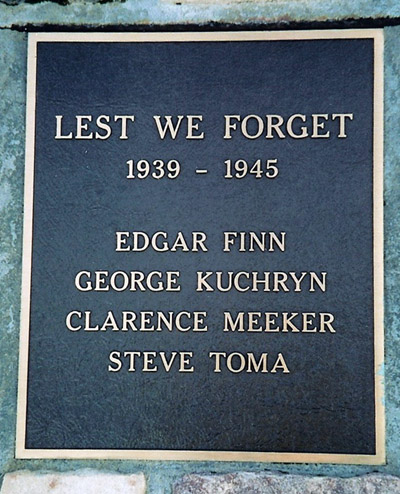 LEST WE FORGET
1939 – 1945
EDGAR FINN
GEORGE KUCHRYN
CLARENCE MEEKER
STEVE TOMA